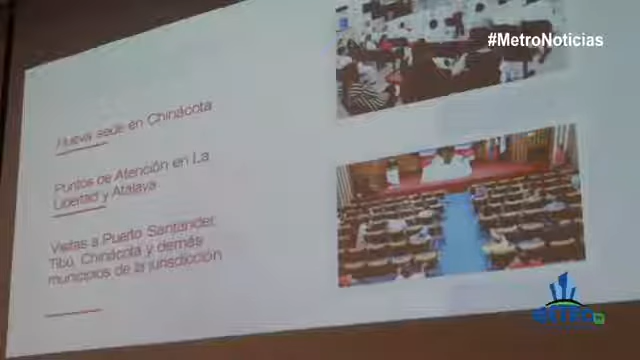 #MetroNoticias
Nueva sede en Chinácota
Puntos de Atención en La
Libertad y Atalaya
Visitas a Puerto Santander,
Tibú, Chinácota y demás
municipios de la jurisdicción